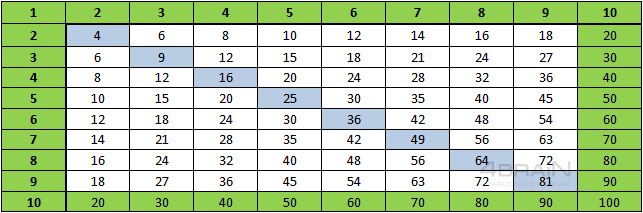 1 2 3 4 5 6 7 8 9 10
2 4 6 8 10 12 14 16 18 20
3 6 9 12 15 18 21 24 27 30
4 8 12 16 20 24 28 32 36 40
5 10 15 20 25 30 35 40 45 50
6 12 18 24 30 36 42 48 54 60
7 14 21 28 35 42 49 56 63 70
8 16 24 32 40 48 56 64 72 80
4BRAIN
9 18 27 36 45 54 63 72 81 90
10 20 30 40 50 60 70 80 90 100